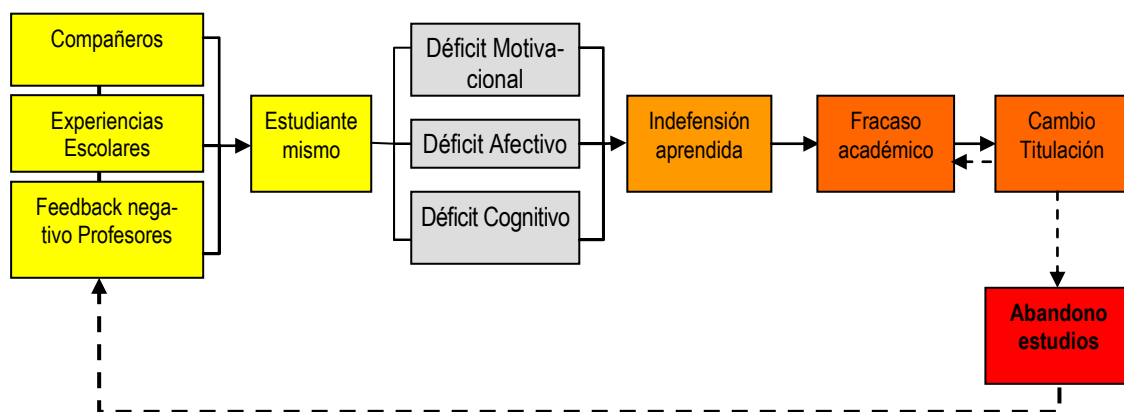 Compañeros
Experiencias
Escolares
Feedback nega-
tivo Profesores
Estudiante
mismo
Déficit Motiva-
cional
Déficit Afectivo
Déficit Cognitivo
Indefensión
aprendida
Fracaso
académico
Cambio
Titulación
Abandono
estudios